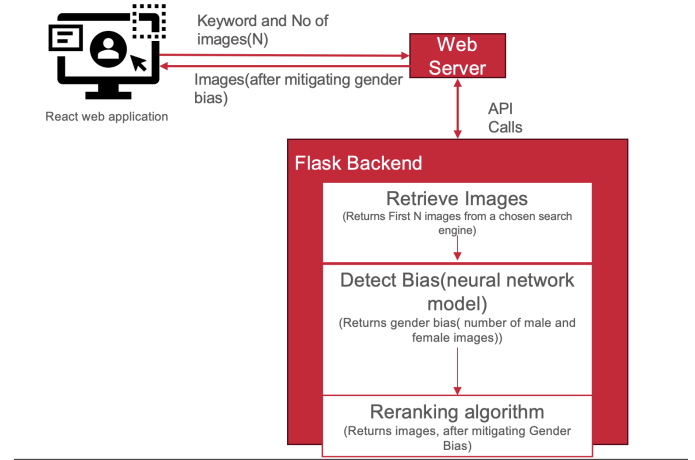 Keyword and No of
images(N)
Web
Server
Images(after mitigating gender
bias)
React web application
API
Calls
Flask Backend
Retrieve Images
(Returns First N images from a chosen search
engine)
Detect Bias(neural network
model)
(Returns gender bias( number of male and
female images))
Reranking algorithm
(Returns images, after mitigating Gender
Bias)